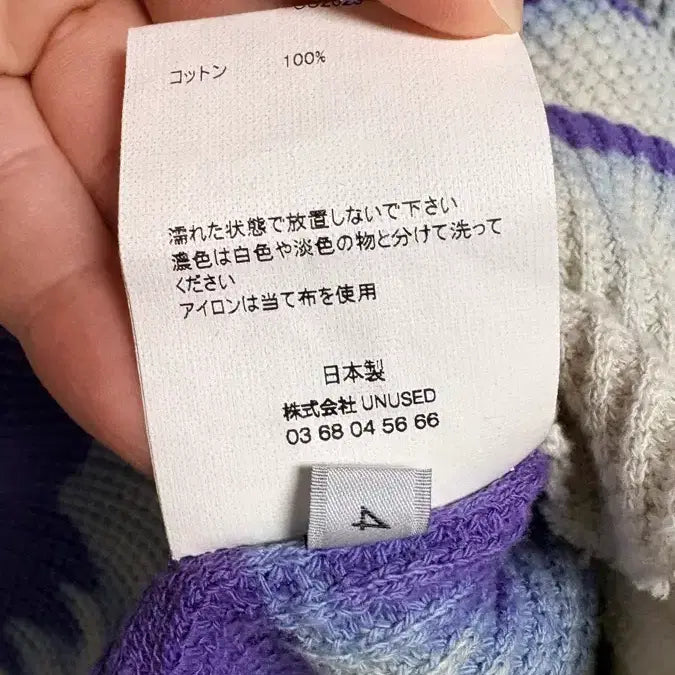 コットン 100%
濡れた状態で放置しないで下さい
濃色は白色や淡色の物と分けて洗って
ください
アイロンは当て布を使用
日本製
株式会社 UNUSED
03 68 04 56 66
4